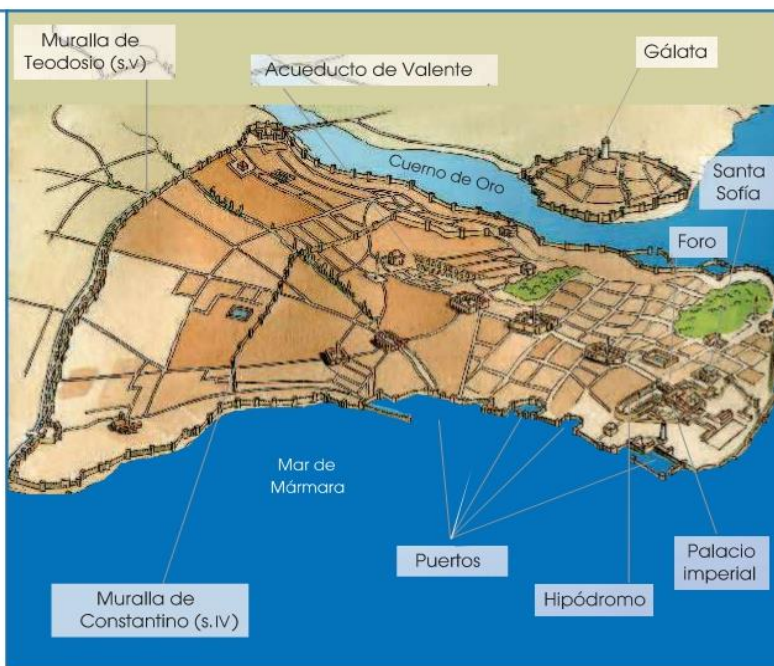 Muralla de
Teodosio (s.v)
Acueducto de Valente
Gálata
Cuerno de Oro
Santa
Sofía
Foro
Mar de
Mármara
Puertos
Palacio
imperial
Hipódromo
Muralla de
Constantino (s.IV)